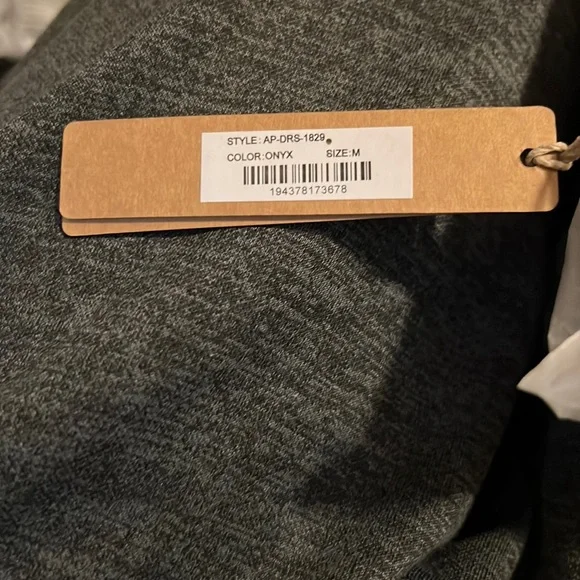 STYLE: AP-DRS-1829
COLOR:ONYX SIZE:M
194378173678